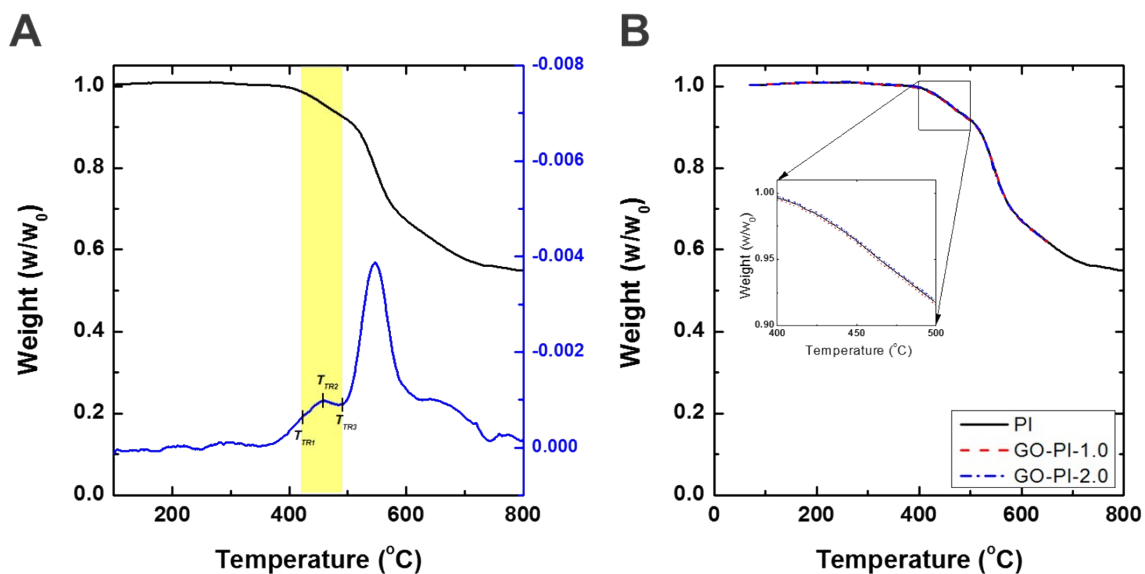 A
B
1.0
0.8
0.6
0.4
0.2
0.0
Weight (w/w₀)
-0.008
-0.006
-0.004
-0.002
0.000
T_TR2
T_TR1
T_TR3
200
400
600
800
Temperature (°C)
1.0
0.8
0.6
0.4
0.2
0.0
Weight (w/w₀)
1.00
0.95
0.90
Weight (w/w₀)
400
450
500
Temperature (°C)
PI
GO-PI-1.0
GO-PI-2.0
0
200
400
600
800
Temperature (°C)